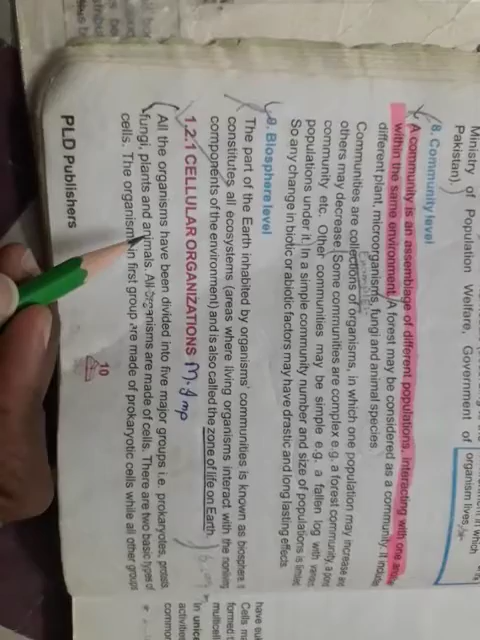 Ministry of Population Welfare, Government of
Pakistan).
8. Community level
A community is an assemblage of different populations, interacting with one
within the same environment. A forest may be considered as a community. It
different plant, microorganisms, fungi and animal species.
Communities are collections of organisms, in which one population may increase and
others may decrease. Some communities are complex e.g. a forest community, a pond
community etc. Other communities may be simple e.g. a fallen log with
populations under it. In a simple community number and size of populations is limited
So any change in biotic or abiotic factors may have drastic and long lasting effects.
9. Biosphere level
The part of the Earth inhabited by organisms' communities is known as biosphere. It
constitutes all ecosystems (areas where living organisms interact with the nonliving
components of the environment) and is also called the zone of life on Earth.
1.2.1 CELLULAR ORGANIZATIONS M. Imp
All the organisms have been divided into five major groups i.e. prokaryotes, protists,
fungi, plants and animals. All organisms are made of cells. There are two basic types of
cells. The organisms in first group are made of prokaryotic cells while all other groups
PLD Publishers
10
which
organism lives
have
Cells
formed
multicell
In unice
activities
common